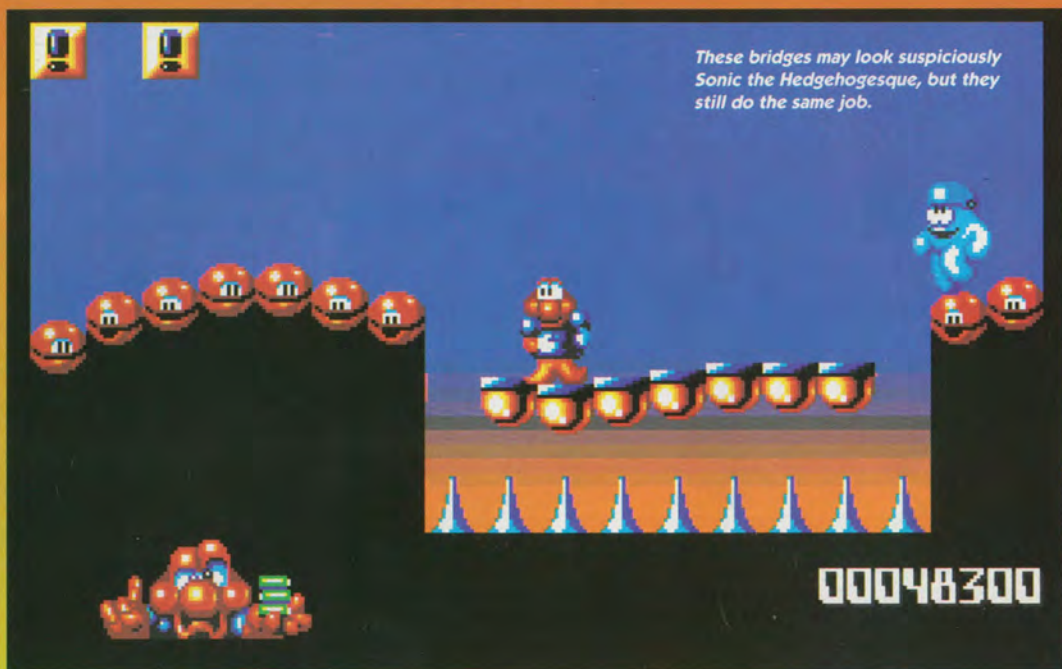 These bridges may look suspiciously
Sonic the Hedgehogesque, but they
still do the same job.
00048300